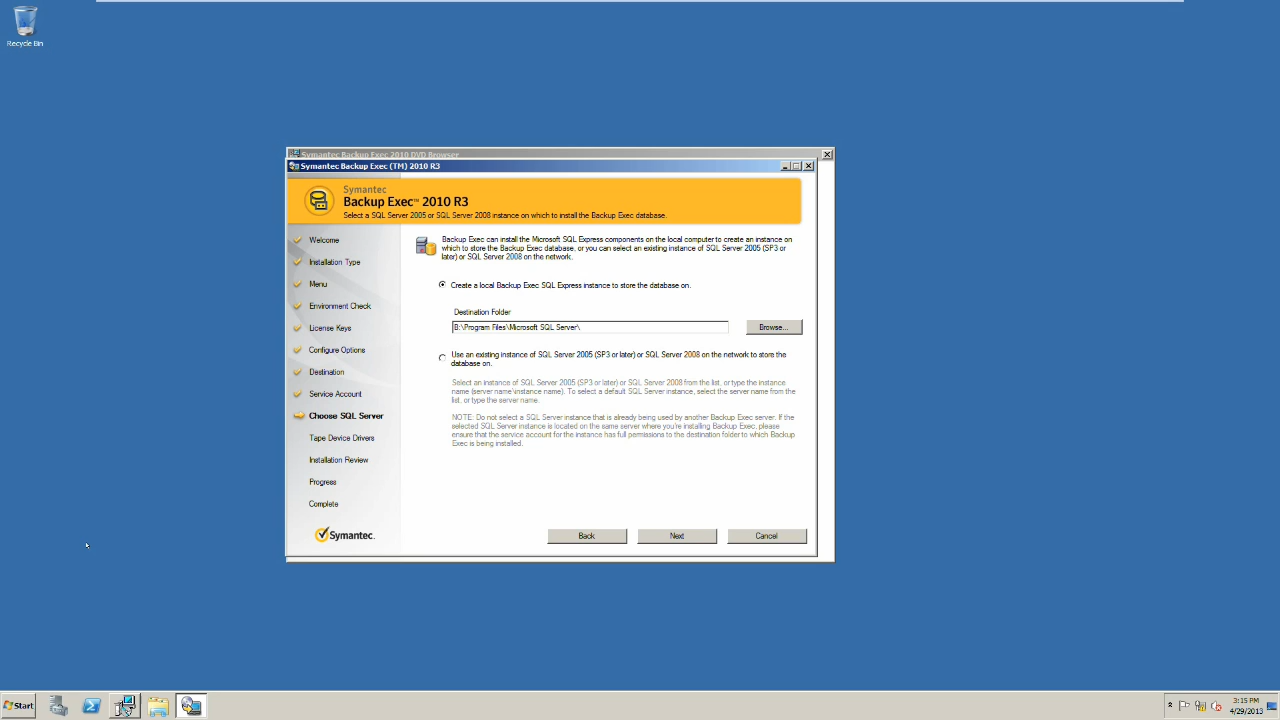 Recycle Bin
Symantec Backup Exec 2010 DVD Browser
Symantec Backup Exec (TM) 2010 R3
Symantec
Backup Exec™ 2010 R3
Select a SQL Server 2005 or SQL Server 2008 instance on which to install the Backup Exec database.
Welcome
Installation Type
Menu
Environment Check
License Keys
Configure Options
Destination
Service Account
Choose SQL Server
Tape Device Drivers
Installation Review
Progress
Complete
Symantec.
Backup Exec can install the Microsoft SQL Express components on the local computer to create an instance on
which to store the Backup Exec database, or you can select an existing instance of SQL Server 2005 (SP3 or
later) or SQL Server 2008 on the network.
Create a local Backup Exec SQL Express instance to store the database on.
Destination Folder
B:\Program Files\Microsoft SQL Server\
Browse...
Use an existing instance of SQL Server 2005 (SP3 or later) or SQL Server 2008 on the network to store the
database on.
Select an instance of SQL Server 2005 (SP3 or later) or SQL Server 2008 from the list, or type the instance
name (server name\instance name). To select a default SQL Server instance, select the server name from the
list, or type the server name.
NOTE: Do not select a SQL Server instance that is already being used by another Backup Exec server. If the
selected SQL Server instance is located on the same server where you're installing Backup Exec, please
ensure that the service account for the instance has full permissions to the destination folder to which Backup
Exec is being installed.
Back
Next
Cancel
Start
3:15 PM
4/29/2013